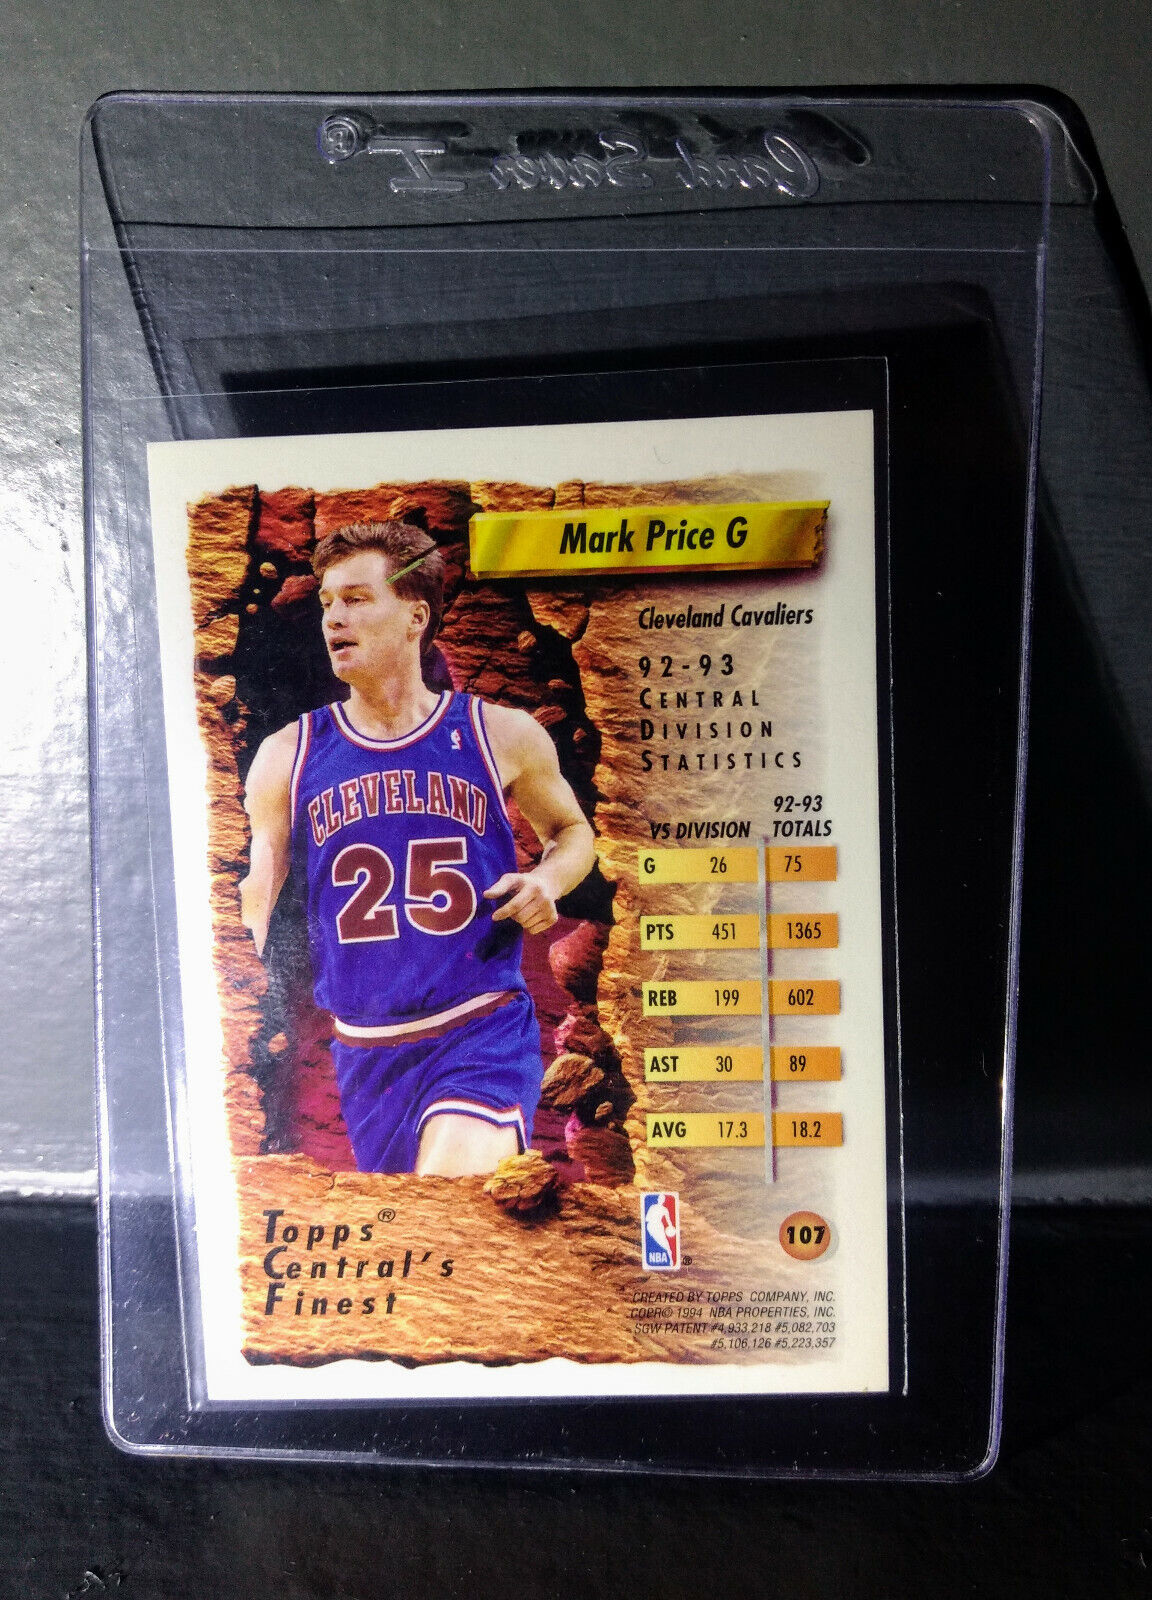 Card Saver I®
Mark Price G
Cleveland Cavaliers
92-93
CENTRAL
DIVISION
STATISTICS
VS DIVISION 92-93 TOTALS
G 26 75
PTS 451 1365
REB 199 602
AST 30 89
AVG 17.3 18.2
CLEVELAND
25
Topps®
Central's
Finest
NBA ®
107
CREATED BY TOPPS COMPANY, INC.
COPR© 1994 NBA PROPERTIES, INC.
SGW PATENT #4,933,218 #5,082,703
#5,106,126 #5,223,357